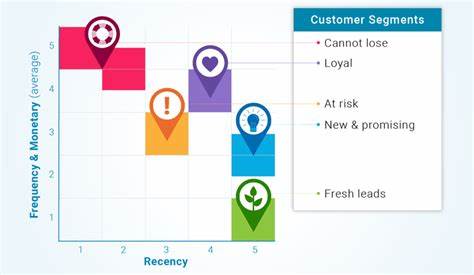 Customer Segments
Cannot lose
Loyal
At risk
New & promising
Fresh leads
Frequency & Monetary (average)
5
4
3
2
1
1 2 3 4 5
Recency